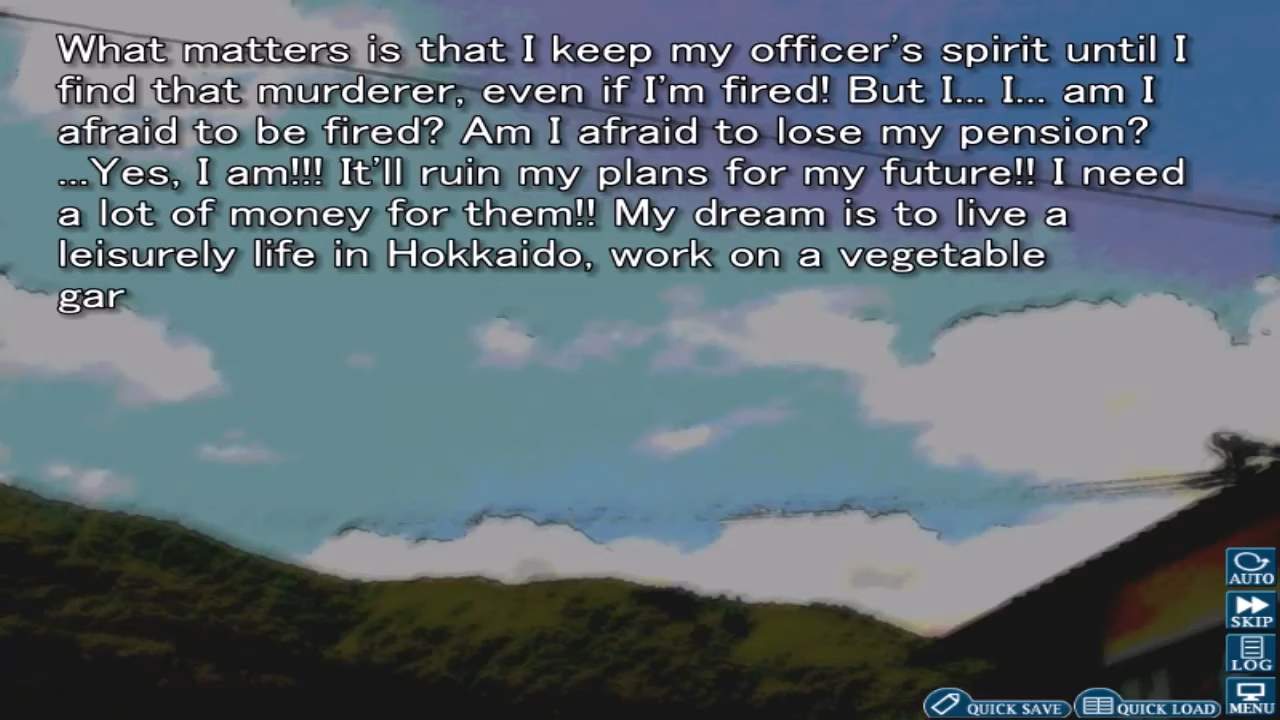 What matters is that I keep my officer's spirit until I
find that murderer, even if I'm fired! But I... I... am I
afraid to be fired? Am I afraid to lose my pension?
...Yes, I am!!! It'll ruin my plans for my future!! I need
a lot of money for them!! My dream is to live a
leisurely life in Hokkaido, work on a vegetable
gar
AUTO
SKIP
LOG
MENU
QUICK SAVE
QUICK LOAD